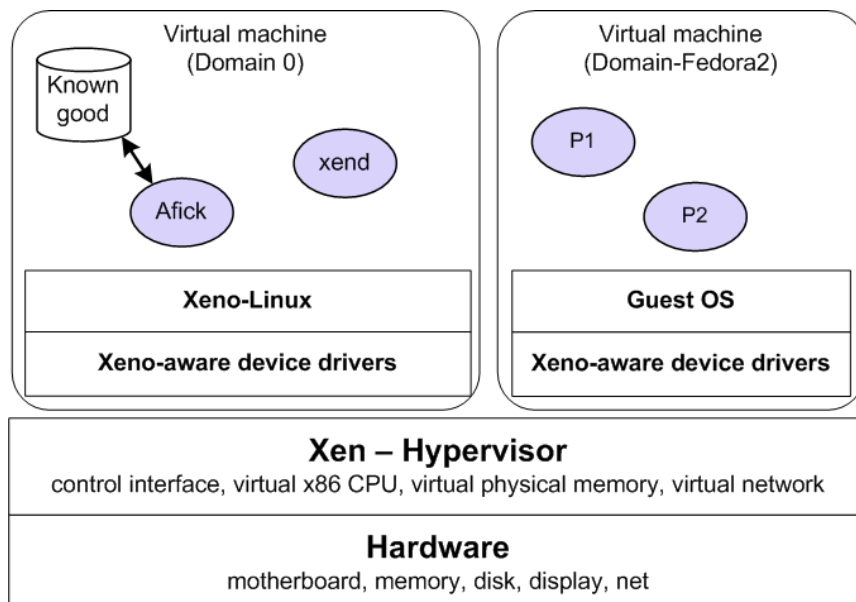 Virtual machine
(Domain 0)
Known
good
xend
Afick
Xeno-Linux
Xeno-aware device drivers
Virtual machine
(Domain-Fedora2)
P1
P2
Guest OS
Xeno-aware device drivers
Xen – Hypervisor
control interface, virtual x86 CPU, virtual physical memory, virtual network
Hardware
motherboard, memory, disk, display, net